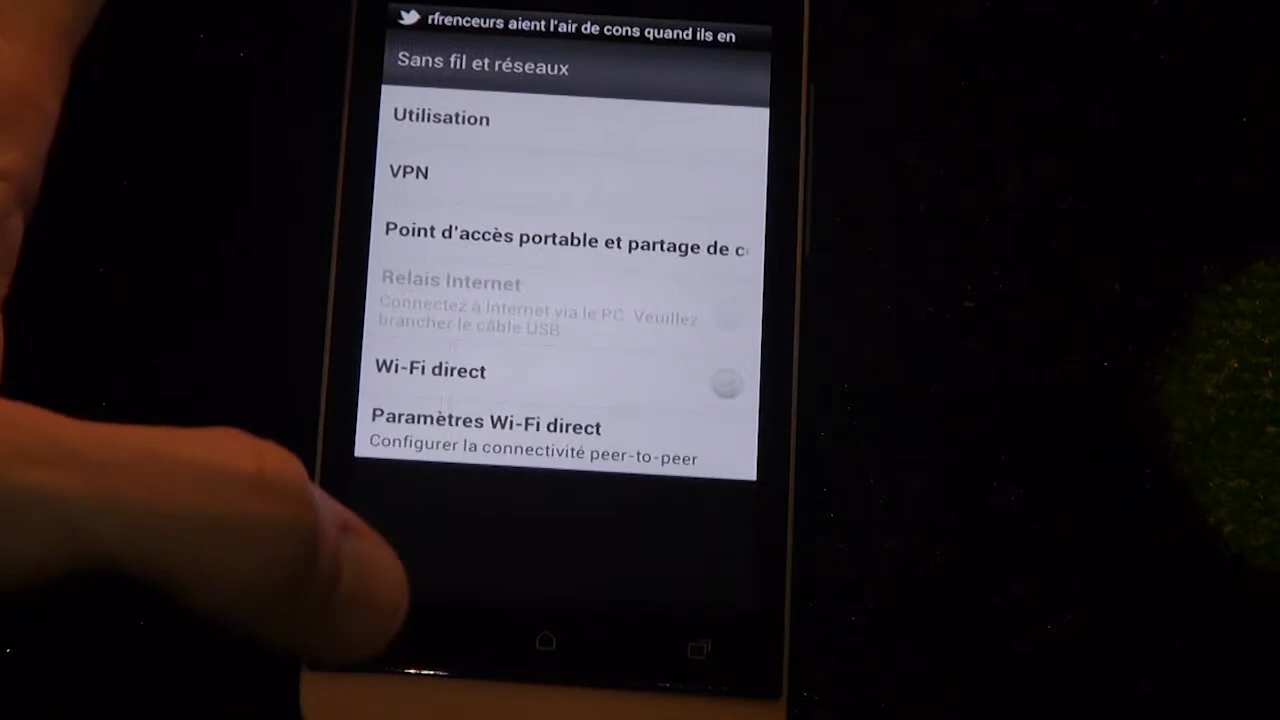 rfrenceurs aient l'air de cons quand ils en
Sans fil et réseaux
Utilisation
VPN
Point d'accès portable et partage de c
Relais Internet
Connectez à Internet via le PC. Veuillez
brancher le câble USB
Wi-Fi direct
Paramètres Wi-Fi direct
Configurer la connectivité peer-to-peer